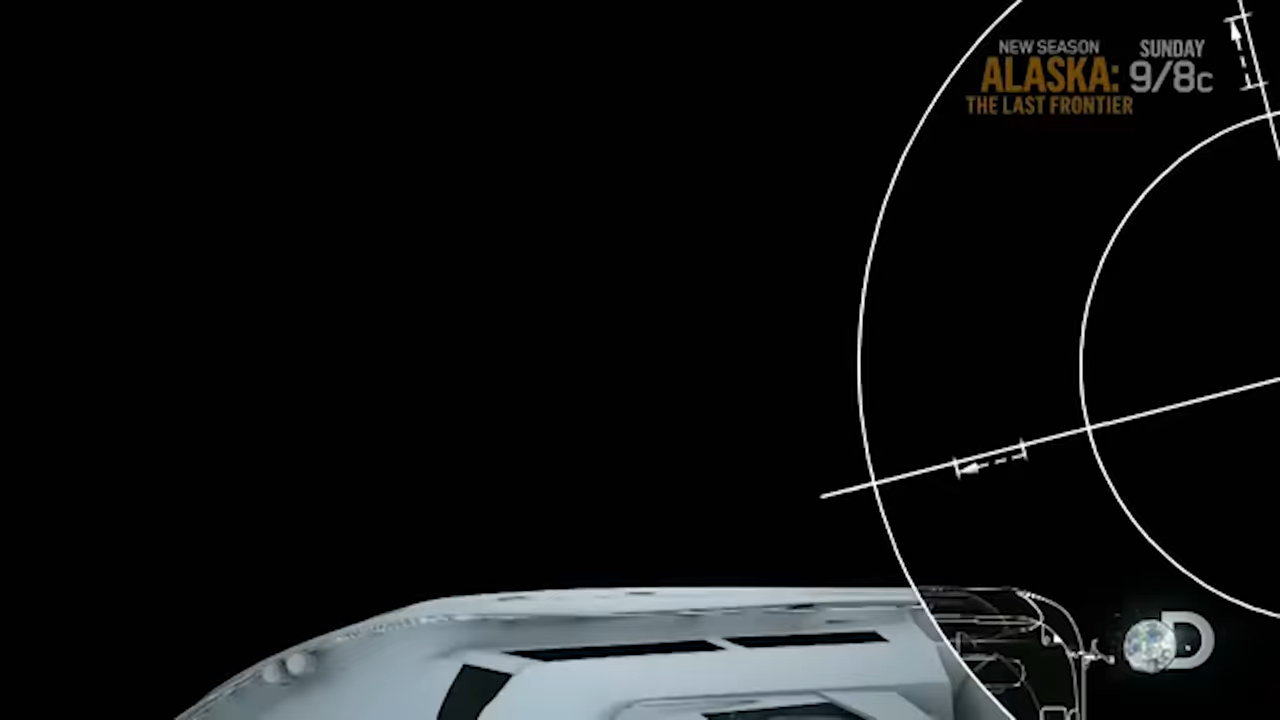 NEW SEASON
ALASKA:
THE LAST FRONTIER
SUNDAY
9/8c
D